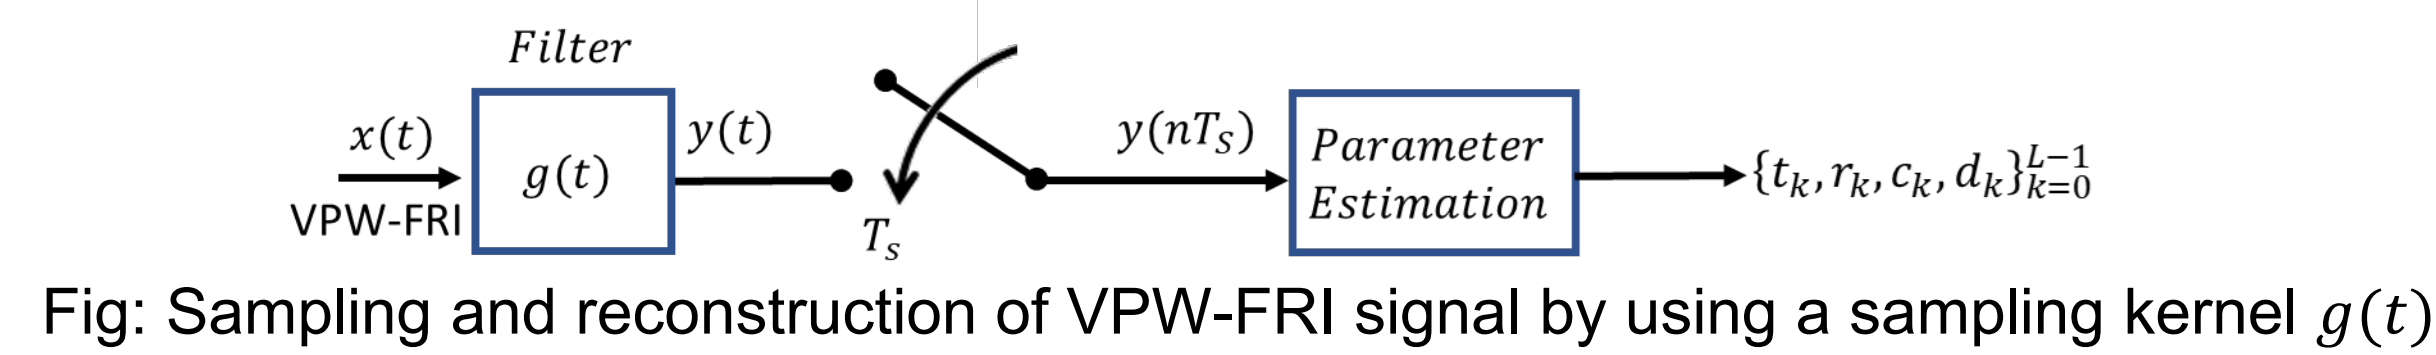 Filter
x(t)
VPW-FRI
g(t)
y(t)
T_s
y(nT_S)
Parameter
Estimation
{t_k, r_k, c_k, d_k}_{k=0}^{L-1}
Fig: Sampling and reconstruction of VPW-FRI signal by using a sampling kernel g(t)